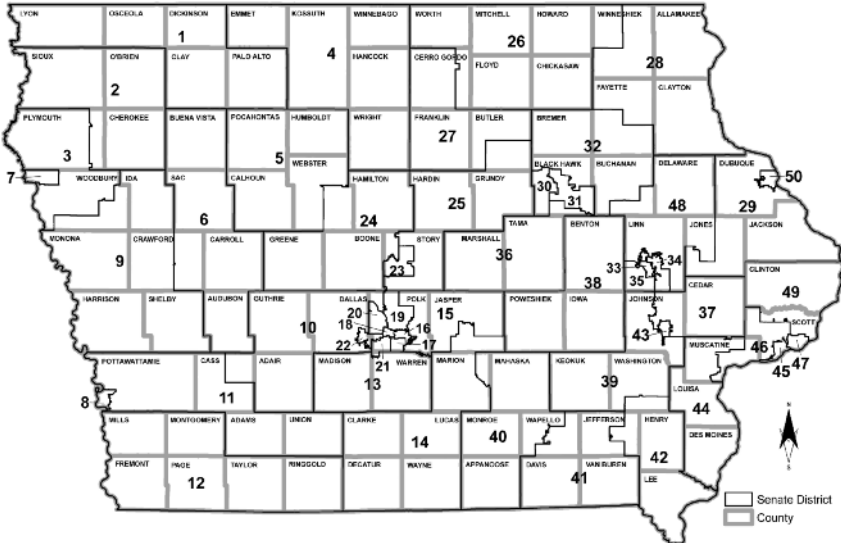 LYON OSCEOLA DICKINSON EMMET KOSSUTH WINNEBAGO WORTH MITCHELL HOWARD WINNESHIEK ALLAMAKEE
1 4 26
SIOUX O'BRIEN CLAY PALO ALTO HANCOCK CERRO GORDO FLOYD CHICKASAW 28
2 FAYETTE CLAYTON
PLYMOUTH CHEROKEE BUENA VISTA POCAHONTAS HUMBOLDT WRIGHT FRANKLIN BUTLER BREMER
3 5 27 32
WEBSTER BLACK HAWK BUCHANAN DELAWARE DUBUQUE
7 WOODBURY IDA SAC CALHOUN HAMILTON HARDIN GRUNDY 30 50
6 24 25 31 48 29
MONONA CRAWFORD CARROLL GREENE BOONE STORY MARSHALL TAMA BENTON LINN JONES JACKSON
9 23 36 38 33 34 35
CLINTON
CEDAR 49
HARRISON SHELBY AUDUBON GUTHRIE DALLAS POLK JASPER POWESHIEK IOWA JOHNSON 37
10 20 19 15 SCOTT
18 16 43
22 17 MUSCATINE 46 47
POTTAWATTAMIE CASS ADAIR MADISON 21 WARREN MARION MAHASKA KEOKUK WASHINGTON 45
8 11 13 39 LOUISA
44
MILLS MONTGOMERY ADAMS UNION CLARKE LUCAS MONROE WAPELLO JEFFERSON HENRY
14 40 42 DES MOINES
FREMONT PAGE TAYLOR RINGGOLD DECATUR WAYNE APPANOOSE DAVIS VAN BUREN
12 41 LEE
N
S
Senate District
County